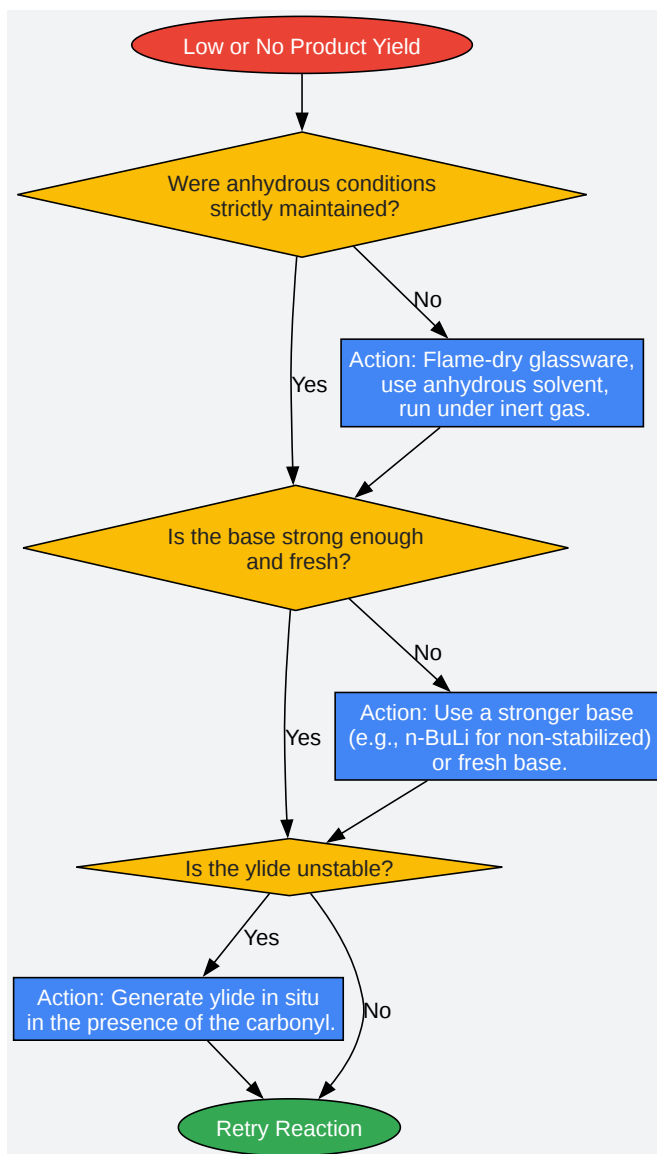 Low or No Product Yield
Were anhydrous conditions
strictly maintained?
No
Action: Flame-dry glassware,
use anhydrous solvent,
run under inert gas.
Yes
Is the base strong enough
and fresh?
No
Action: Use a stronger base
(e.g., n-BuLi for non-stabilized)
or fresh base.
Yes
Is the ylide unstable?
Yes
Action: Generate ylide in situ
in the presence of the carbonyl.
No
Retry Reaction